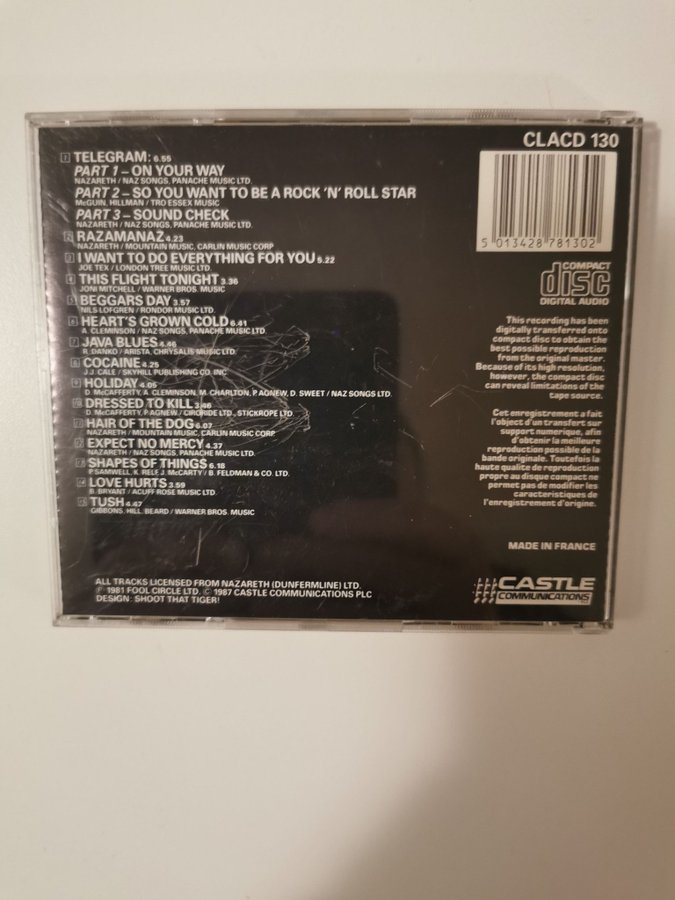 CLACD 130
1 TELEGRAM: 6.55
PART 1 – ON YOUR WAY
NAZARETH / NAZ SONGS, PANACHE MUSIC LTD.
PART 2 – SO YOU WANT TO BE A ROCK 'N' ROLL STAR
McGUIN, HILLMAN / TRO ESSEX MUSIC
PART 3 – SOUND CHECK
NAZARETH / NAZ SONGS, PANACHE MUSIC LTD.
2 RAZAMANAZ 4.23
NAZARETH / MOUNTAIN MUSIC, CARLIN MUSIC CORP
3 I WANT TO DO EVERYTHING FOR YOU 5.22
JOE TEX / LONDON TREE MUSIC LTD.
4 THIS FLIGHT TONIGHT 3.36
JONI MITCHELL / WARNER BROS. MUSIC
5 BEGGARS DAY 3.57
NILS LOFGREN / RONDOR MUSIC LTD.
6 HEART'S GROWN COLD 6.41
A. CLEMINSON / NAZ SONGS, PANACHE MUSIC LTD.
7 JAVA BLUES 4.46
R. DANKO / ARISTA, CHRYSALIS MUSIC LTD.
8 COCAINE 4.25
J.J. CALE / SKYHILL PUBLISHING CO. INC
9 HOLIDAY 4.05
D. McCAFFERTY, A. CLEMINSON, M. CHARLTON, P. AGNEW, D. SWEET / NAZ SONGS LTD.
10 DRESSED TO KILL 3.46
D. McCAFFERTY, P. AGNEW / CIRORIDE LTD., STICKROPE LTD.
11 HAIR OF THE DOG 6.07
NAZARETH / MOUNTAIN MUSIC, CARLIN MUSIC CORP.
12 EXPECT NO MERCY 4.37
NAZARETH / NAZ SONGS, PANACHE MUSIC LTD.
13 SHAPES OF THINGS 6.18
P. SAMWELL, K. RELF, J. McCARTY / B. FELDMAN & CO. LTD.
14 LOVE HURTS 3.59
B. BRYANT / ACUFF ROSE MUSIC LTD.
15 TUSH 4.47
GIBBONS, HILL, BEARD / WARNER BROS. MUSIC
ALL TRACKS LICENSED FROM NAZARETH (DUNFERMLINE) LTD.
℗ 1981 FOOL CIRCLE LTD. © 1987 CASTLE COMMUNICATIONS PLC
DESIGN: SHOOT THAT TIGER!
5 013428 781302
COMPACT
disc
DIGITAL AUDIO
This recording has been
digitally transferred onto
compact disc to obtain the
best possible reproduction
from the original master.
Because of its high resolution,
however, the compact disc
can reveal limitations of the
tape source.
Cet enregistrement a fait
l'objet d'un transfert sur
support numerique, afin
d'obtenir la meilleure
reproduction possible de la
bande originale. Toutefois la
haute qualite de reproduction
propre au disque compact ne
permet pas de modifier les
caracteristiques de
l'enregistrement d'origine.
MADE IN FRANCE
CASTLE
COMMUNICATIONS